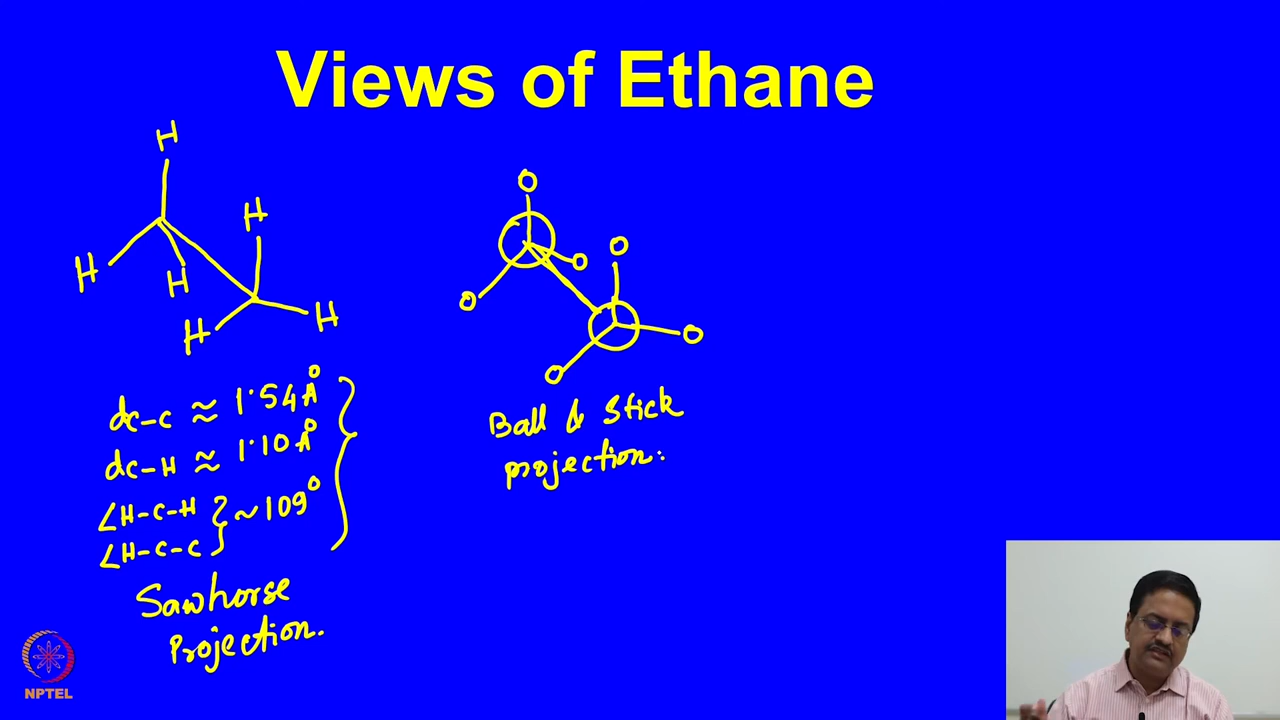 Views of Ethane
H
H
H
H
H
H
dc-c ≈ 1.54 A°
dc-H ≈ 1.10 A°
∠H-C-H } ~109°
∠H-C-C
Sawhorse
Projection.
Ball & Stick
projection:
NPTEL